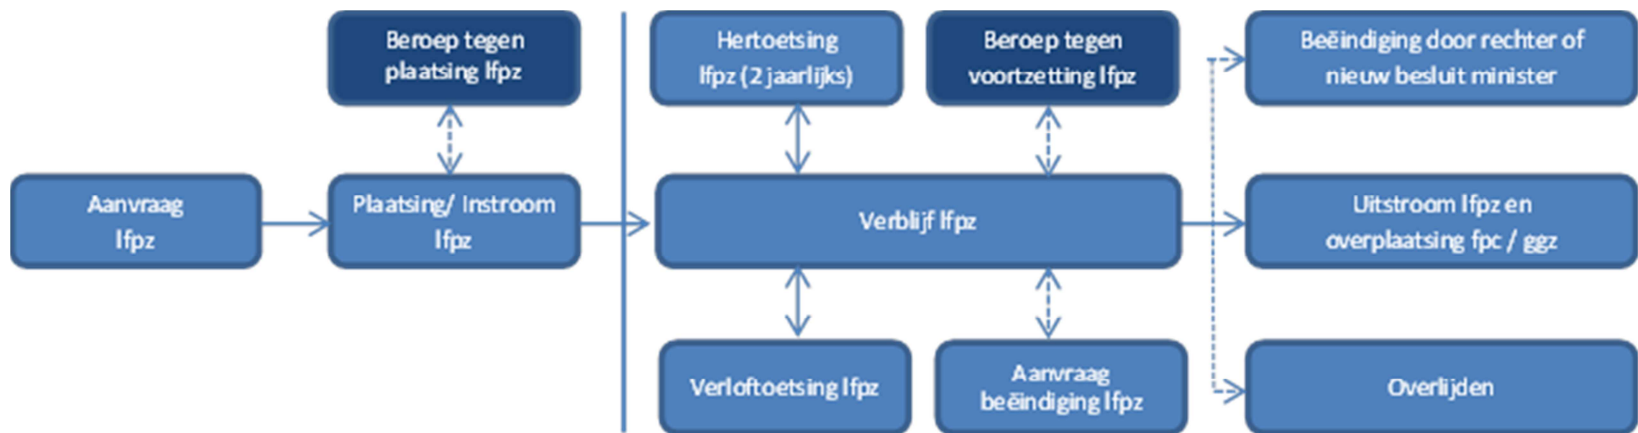 Beroep tegen
plaatsing lfpz
Hertoetsing
lfpz (2 jaarlijks)
Beroep tegen
voortzetting lfpz
Beëindiging door rechter of
nieuw besluit minister
Aanvraag
lfpz
Plaatsing/ Instroom
lfpz
Verblijf lfpz
Uitstroom lfpz en
overplaatsing fpc / ggz
Verloftoetsing lfpz
Aanvraag
beëindiging lfpz
Overlijden